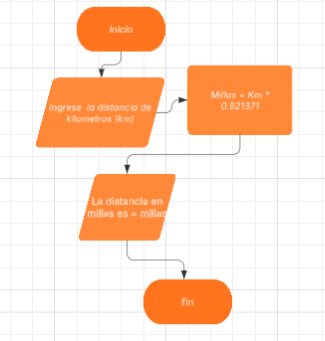 Inicio
Ingrese la distancia de
kilometros (km)
Millas = Km *
0.621371
La distancia en
millas es = millas
fin